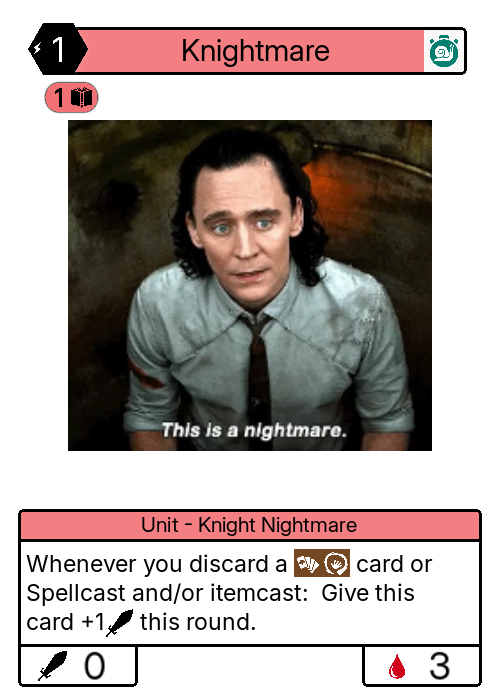 1
Knightmare
1
This is a nightmare.
Unit - Knight Nightmare
Whenever you discard a card or
Spellcast and/or itemcast: Give this
card +1 this round.
0
3